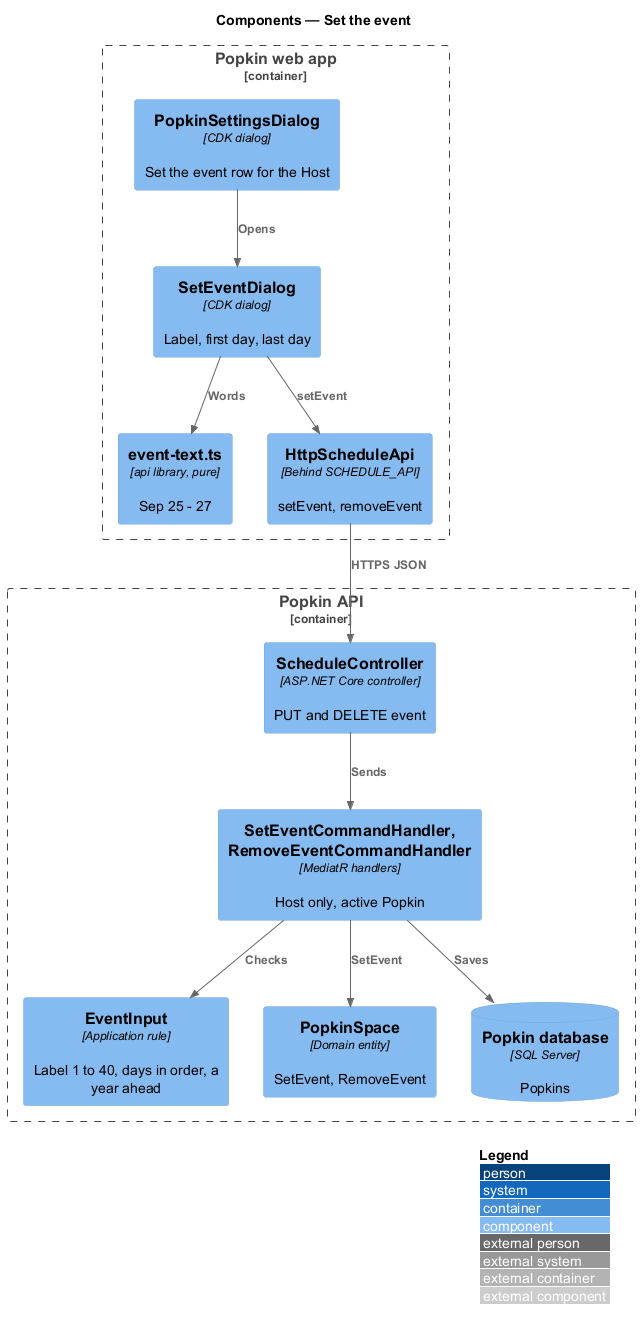 Components — Set the event
Popkin web app
[container]
PopkinSettingsDialog
[CDK dialog]
Set the event row for the Host
Opens
SetEventDialog
[CDK dialog]
Label, first day, last day
Words
setEvent
event-text.ts
[api library, pure]
Sep 25 - 27
HttpScheduleApi
[Behind SCHEDULE_API]
setEvent, removeEvent
HTTPS JSON
Popkin API
[container]
ScheduleController
[ASP.NET Core controller]
PUT and DELETE event
Sends
SetEventCommandHandler,
RemoveEventCommandHandler
[MediatR handlers]
Host only, active Popkin
Checks
SetEvent
Saves
EventInput
[Application rule]
Label 1 to 40, days in order, a
year ahead
PopkinSpace
[Domain entity]
SetEvent, RemoveEvent
Popkin database
[SQL Server]
Popkins
Legend
person
system
container
component
external person
external system
external container
external component